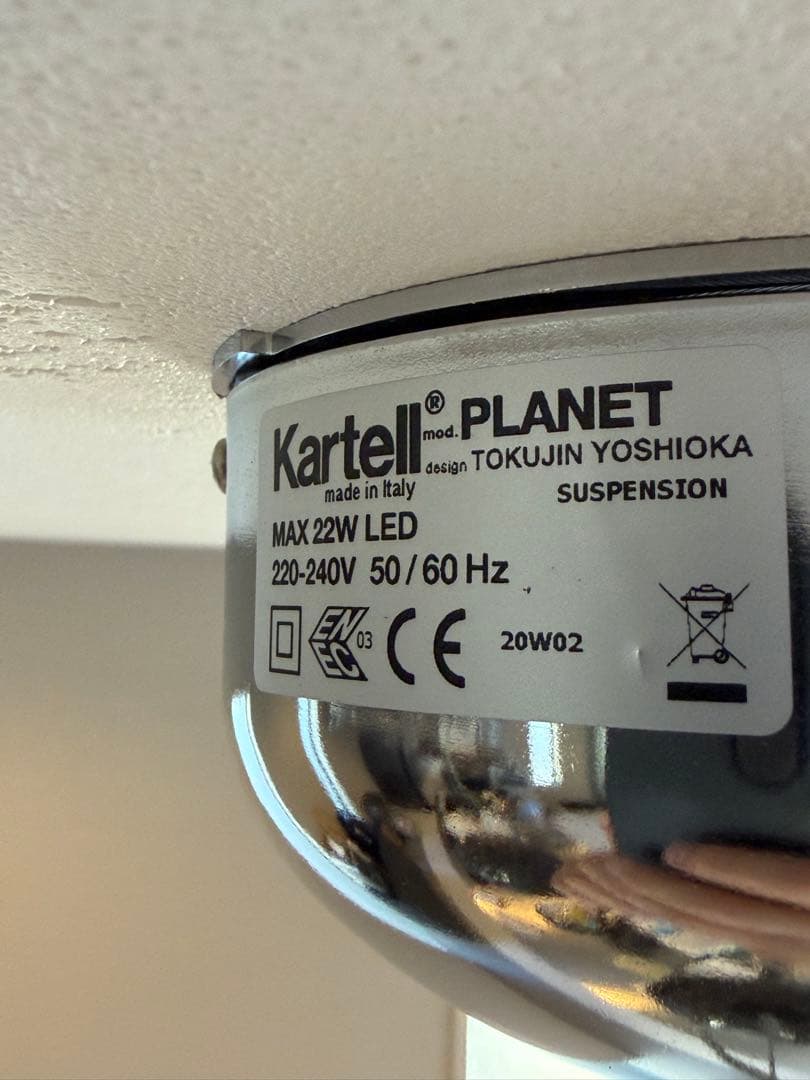 Kartell® mod. PLANET
design TOKUJIN YOSHIOKA
made in Italy
SUSPENSION
MAX 22W LED
220-240V 50/60 Hz
ENEC 03 CE 20W02